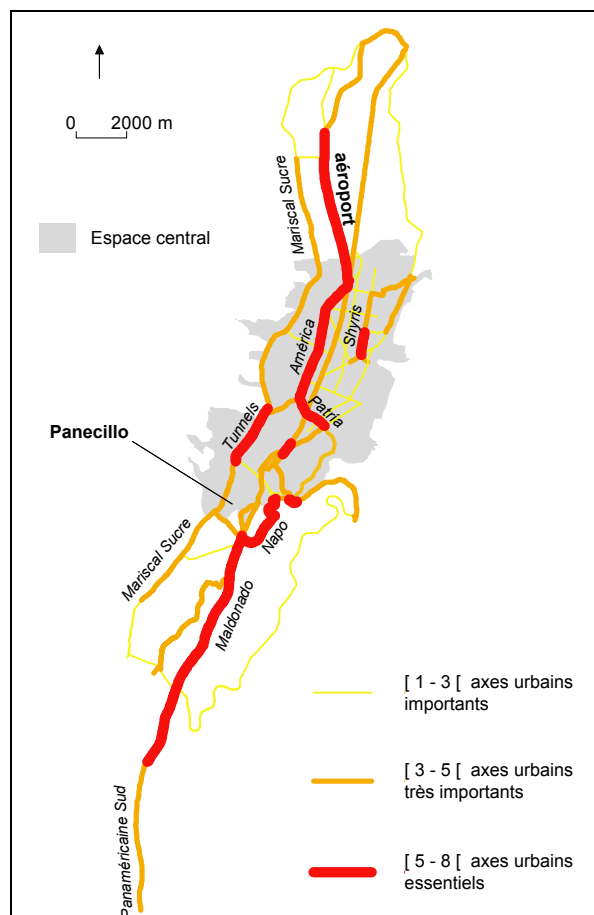 0 2000 m
Mariscal Sucre
aéroport
Espace central
América
Shyris
Patria
Tunnels
Panecillo
Napo
Mariscal Sucre
Maldonado
[ 1 - 3 [ axes urbains
importants
[ 3 - 5 [ axes urbains
très importants
Panaméricaine Sud
[ 5 - 8 [ axes urbains
essentiels